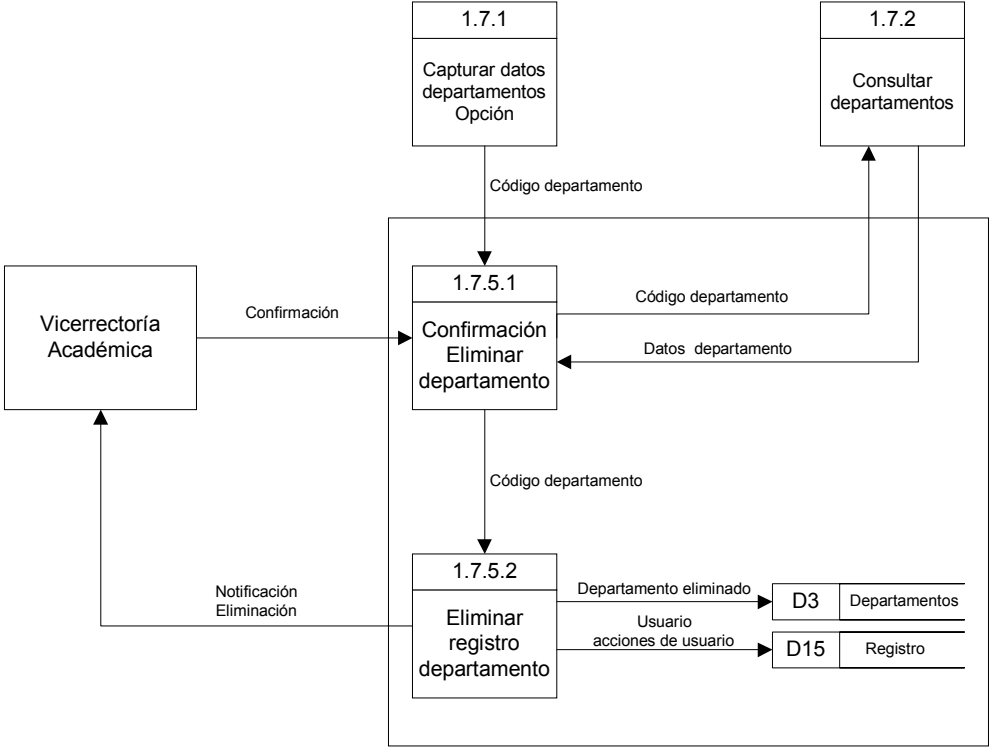 1.7.1
Capturar datos
departamentos
Opción
1.7.2
Consultar
departamentos
Código departamento
Vicerrectoría
Académica
Confirmación
1.7.5.1
Confirmación
Eliminar
departamento
Código departamento
Datos departamento
Código departamento
Notificación
Eliminación
1.7.5.2
Eliminar
registro
departamento
Departamento eliminado
Usuario
acciones de usuario
D3 Departamentos
D15 Registro